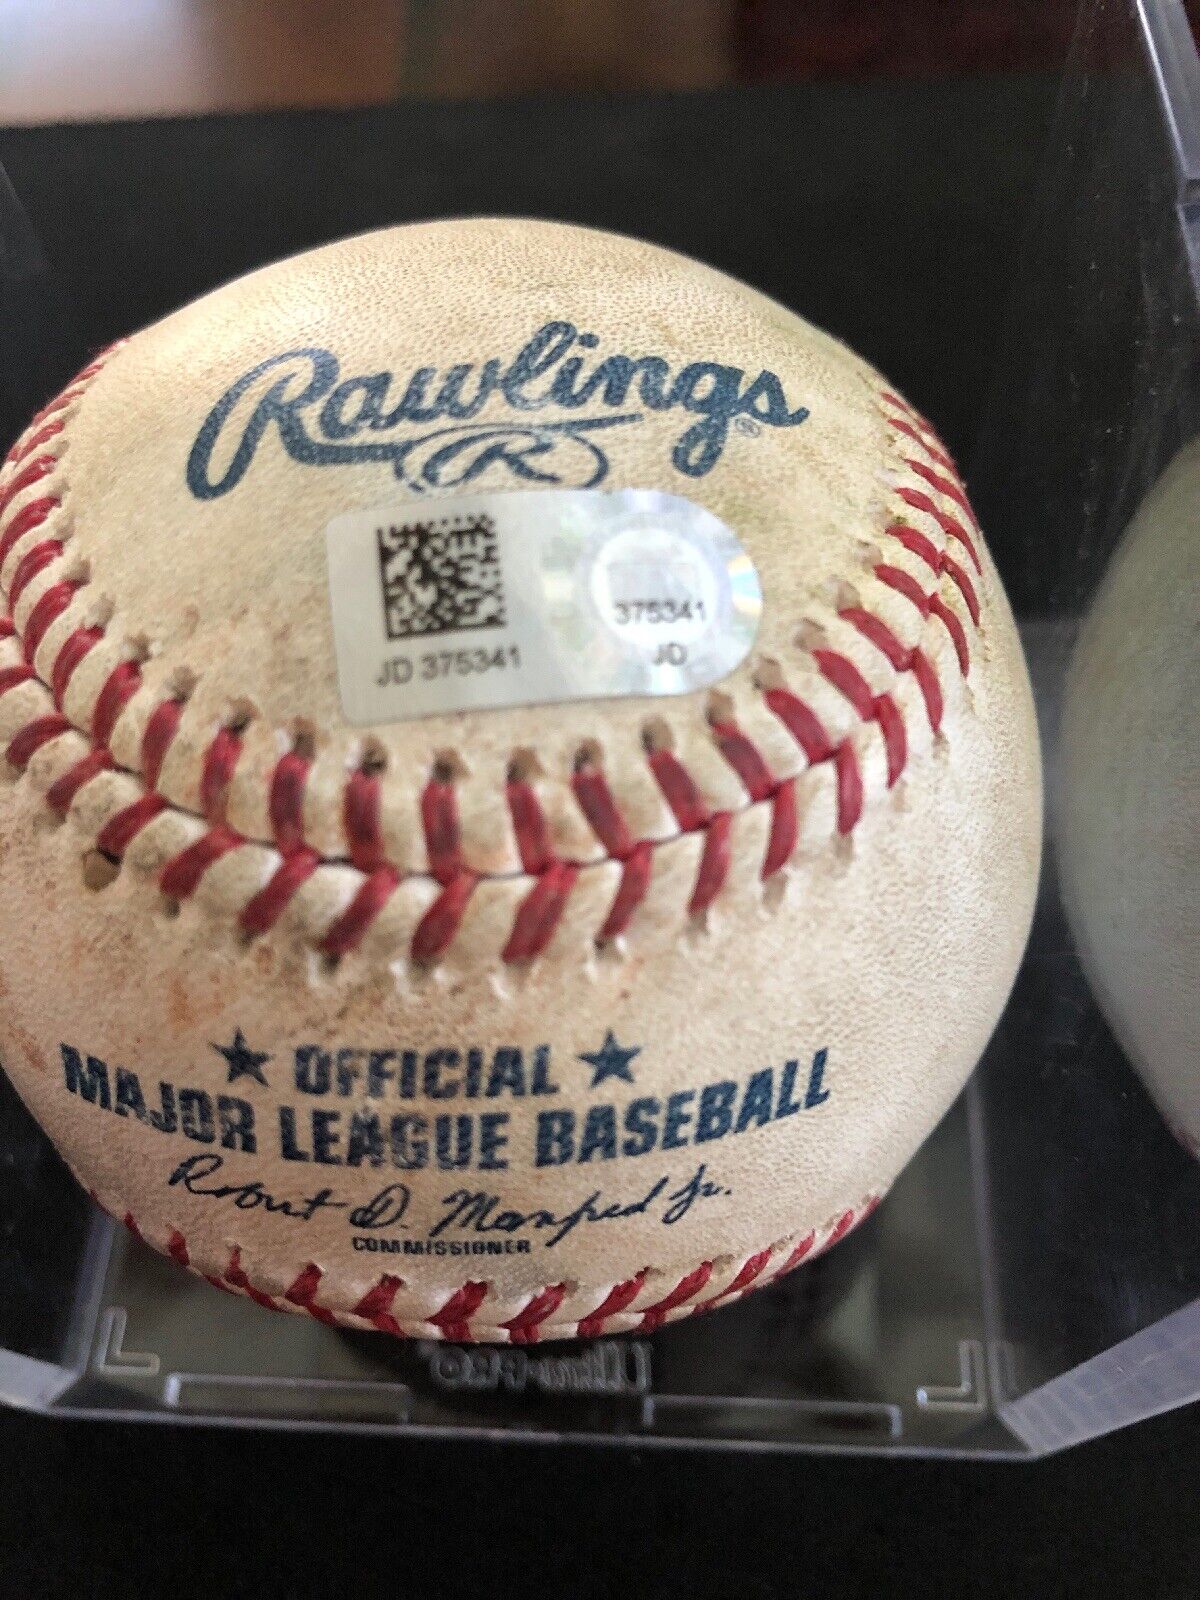 Rawlings®
R
375341
JD 375341
JD
★ OFFICIAL ★
MAJOR LEAGUE BASEBALL
Robert D. Manfred Jr.
COMMISSIONER